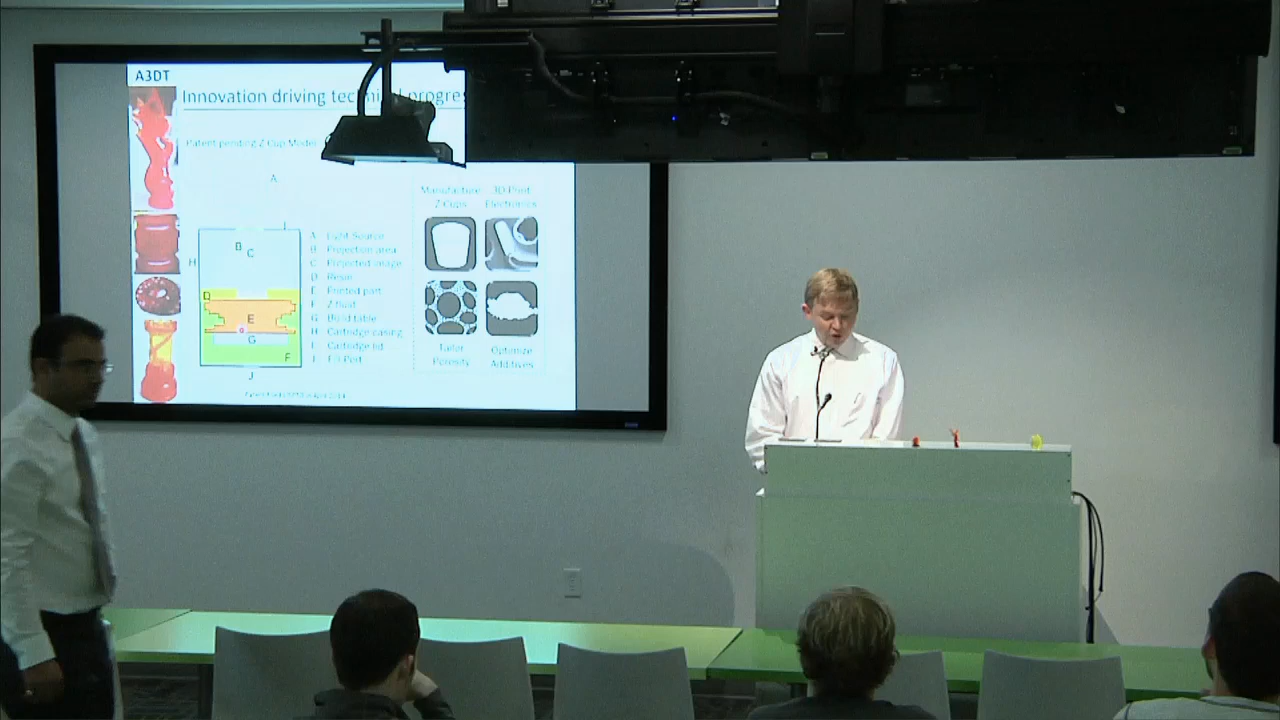 A3DT
Innovation driving technical progres
Patent pending Z Cup Model
A
Manufacture
Z Cups
3D Print
Electronics
H
B
C
D
E
G
F
J
A Light Source
B Projection area
C Projected image
D Resin
E Printed part
F Z fluid
G Build table
H Cartridge casing
I Cartridge lid
J Fill Port
Tailor
Porosity
Optimize
Additives